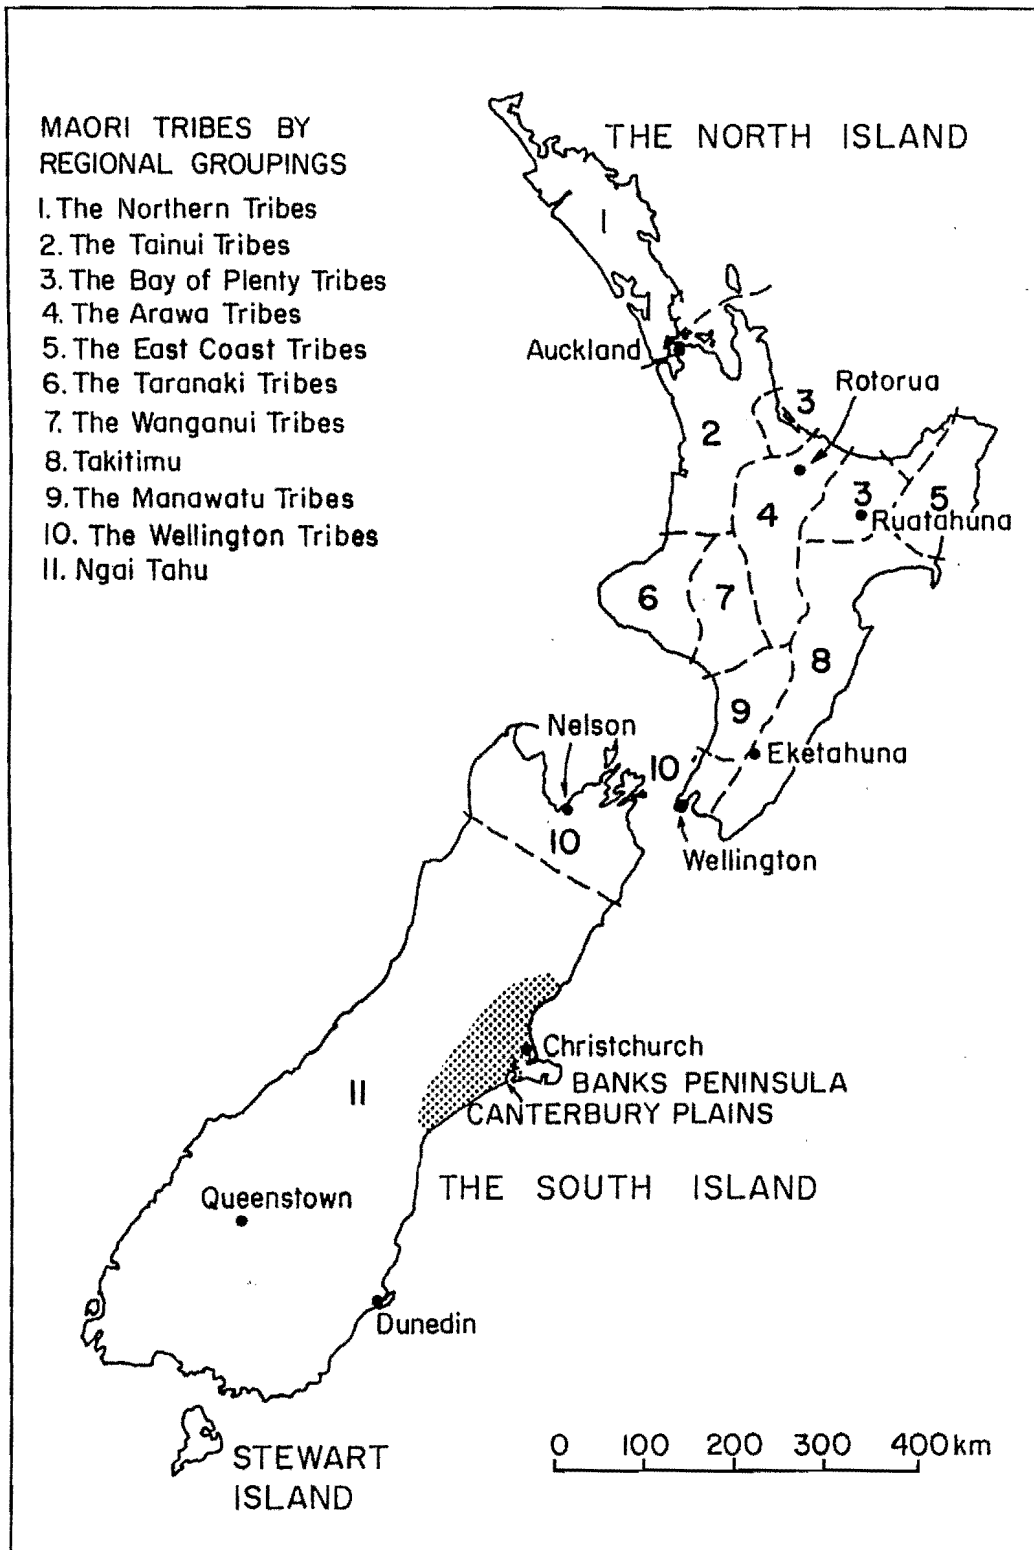 MAORI TRIBES BY
REGIONAL GROUPINGS
1. The Northern Tribes
2. The Tainui Tribes
3. The Bay of Plenty Tribes
4. The Arawa Tribes
5. The East Coast Tribes
6. The Taranaki Tribes
7. The Wanganui Tribes
8. Takitimu
9. The Manawatu Tribes
10. The Wellington Tribes
11. Ngai Tahu
THE NORTH ISLAND
1
Auckland
Rotorua
3
2
4
3
5
Ruatahuna
6
7
8
9
Nelson
10
Eketahuna
10
Wellington
Christchurch
BANKS PENINSULA
11
CANTERBURY PLAINS
THE SOUTH ISLAND
Queenstown
Dunedin
STEWART
ISLAND
0 100 200 300 400km